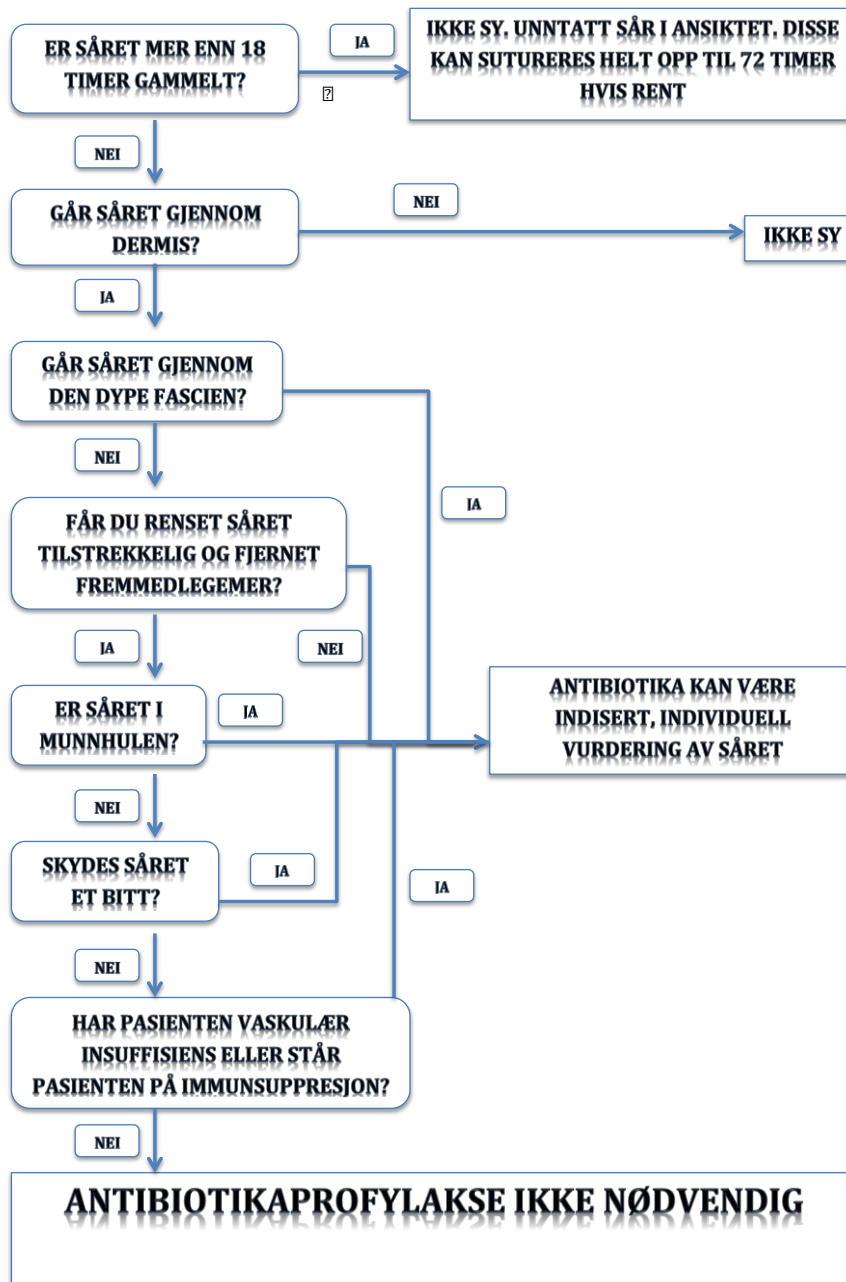 ER SÅRET MER ENN 18
TIMER GAMMELT?
JA
IKKE SY. UNNTATT SÅR I ANSIKTET. DISSE
KAN SUTURERES HELT OPP TIL 72 TIMER
HVIS RENT
NEI
GÅR SÅRET GJENNOM
DERMIS?
NEI
IKKE SY
JA
GÅR SÅRET GJENNOM
DEN DYPE FASCIEN?
NEI
JA
FÅR DU RENSET SÅRET
TILSTREKKELIG OG FJERNET
FREMMEDLEGEMER?
JA
NEI
ER SÅRET I
MUNNHULEN?
JA
ANTIBIOTIKA KAN VÆRE
INDISERT, INDIVIDUELL
VURDERING AV SÅRET
NEI
SKYDES SÅRET
ET BITT?
JA
JA
NEI
HAR PASIENTEN VASKULÆR
INSUFFISIENS ELLER STÅR
PASIENTEN PÅ IMMUNSUPPRESJON?
NEI
ANTIBIOTIKAPROFYLAKSE IKKE NØDVENDIG